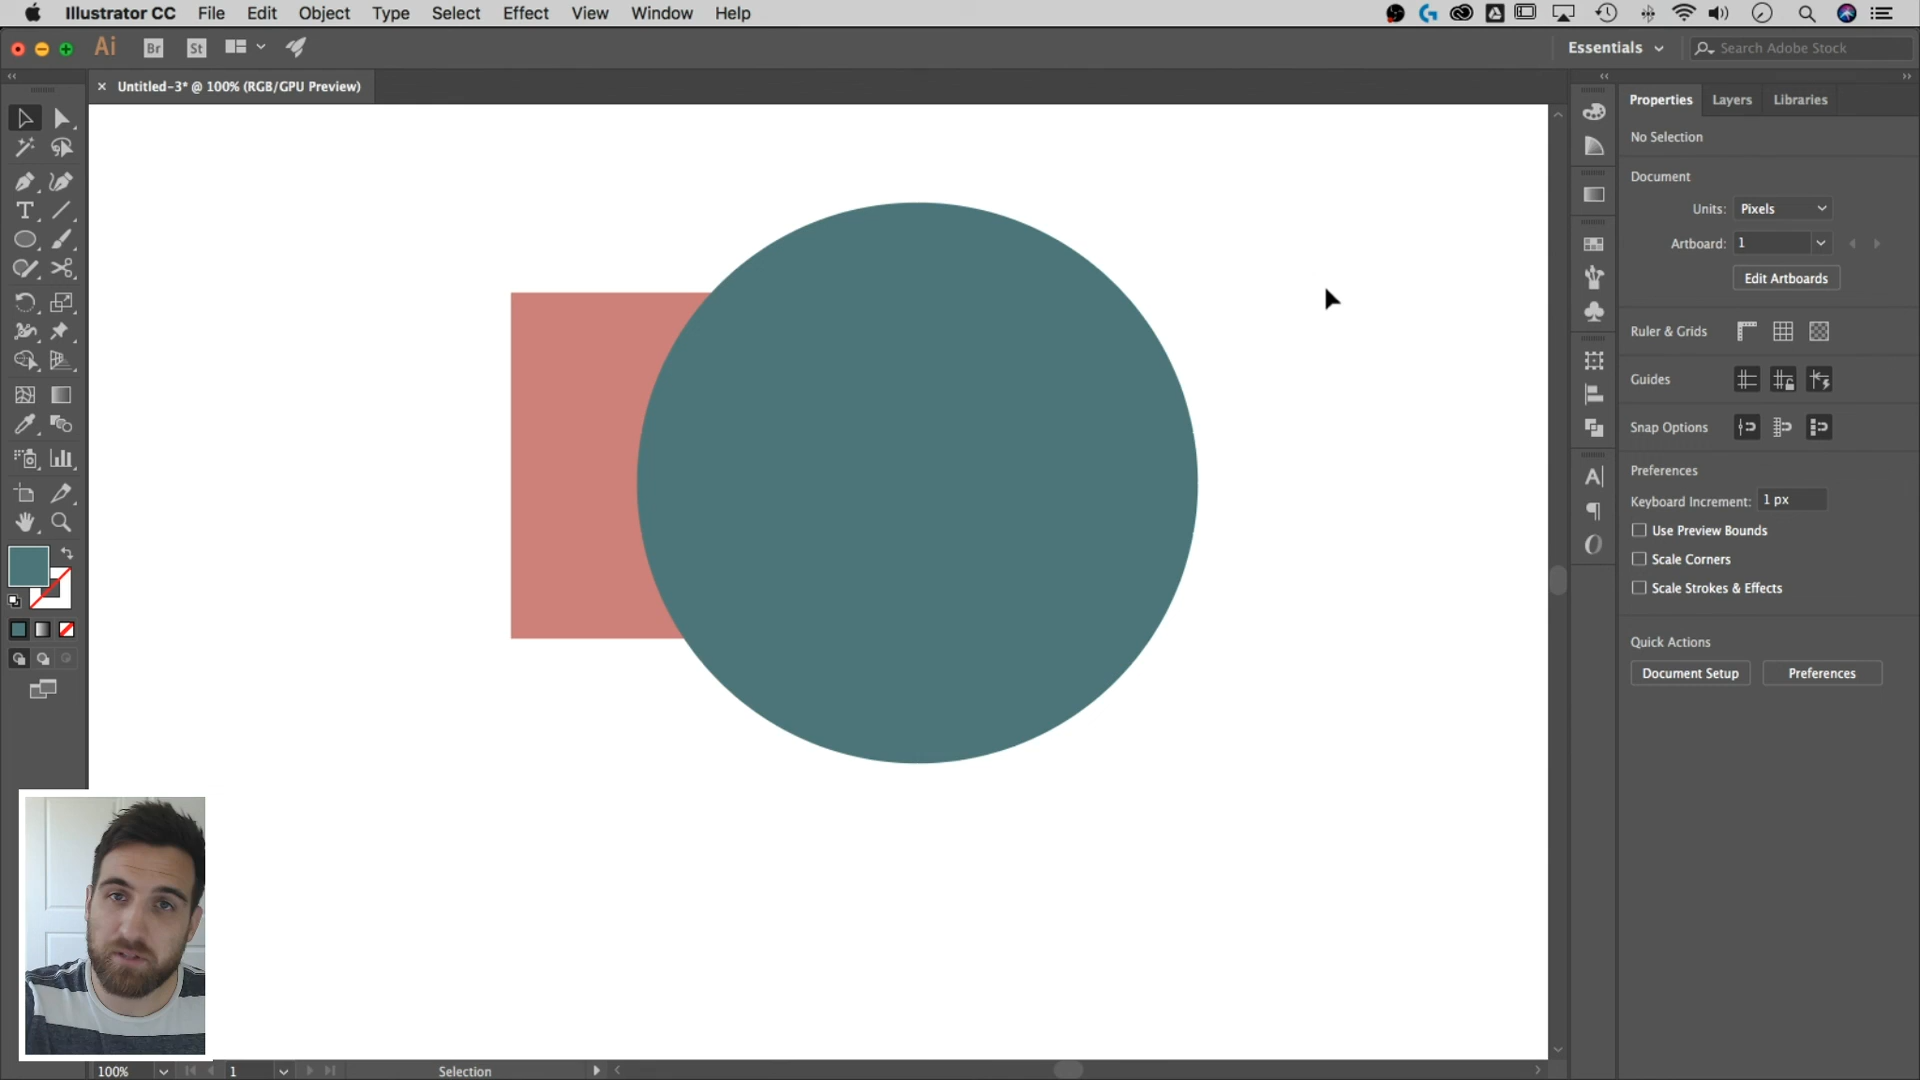 Illustrator CC File Edit Object Type Select Effect View Window Help
Ai Br St Essentials Search Adobe Stock
Untitled-3* @ 100% (RGB/GPU Preview)
Properties Layers Libraries
No Selection
Document
Units: Pixels
Artboard: 1
Edit Artboards
Ruler & Grids
Guides
Snap Options
Preferences
Keyboard Increment: 1 px
Use Preview Bounds
Scale Corners
Scale Strokes & Effects
Quick Actions
Document Setup Preferences
100% 1 Selection